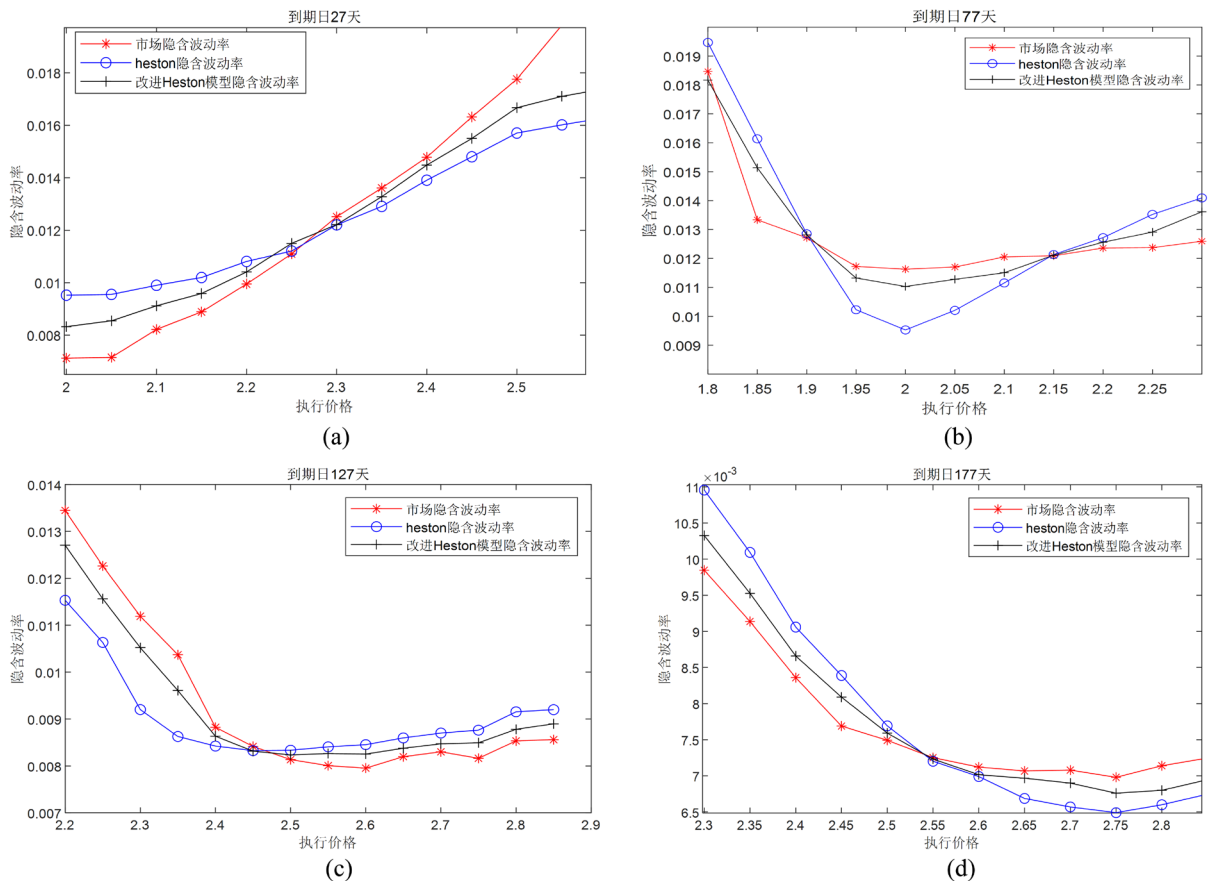 到期日27天
市场隐含波动率
heston隐含波动率
改进Heston模型隐含波动率
0.018
0.016
0.014
0.012
0.01
0.008
隐含波动率
2
2.1
2.2
2.3
2.4
2.5
执行价格
(a)
到期日77天
市场隐含波动率
heston隐含波动率
改进Heston模型隐含波动率
0.019
0.018
0.017
0.016
0.015
0.014
0.013
0.012
0.011
0.01
0.009
隐含波动率
1.8
1.85
1.9
1.95
2
2.05
2.1
2.15
2.2
2.25
执行价格
(b)
到期日127天
市场隐含波动率
heston隐含波动率
改进Heston模型隐含波动率
0.014
0.013
0.012
0.011
0.01
0.009
0.008
0.007
隐含波动率
2.2
2.3
2.4
2.5
2.6
2.7
2.8
2.9
执行价格
(c)
到期日177天
×10⁻³
市场隐含波动率
heston隐含波动率
改进Heston模型隐含波动率
11
10.5
10
9.5
9
8.5
8
7.5
7
6.5
隐含波动率
2.3
2.35
2.4
2.45
2.5
2.55
2.6
2.65
2.7
2.75
2.8
执行价格
(d)